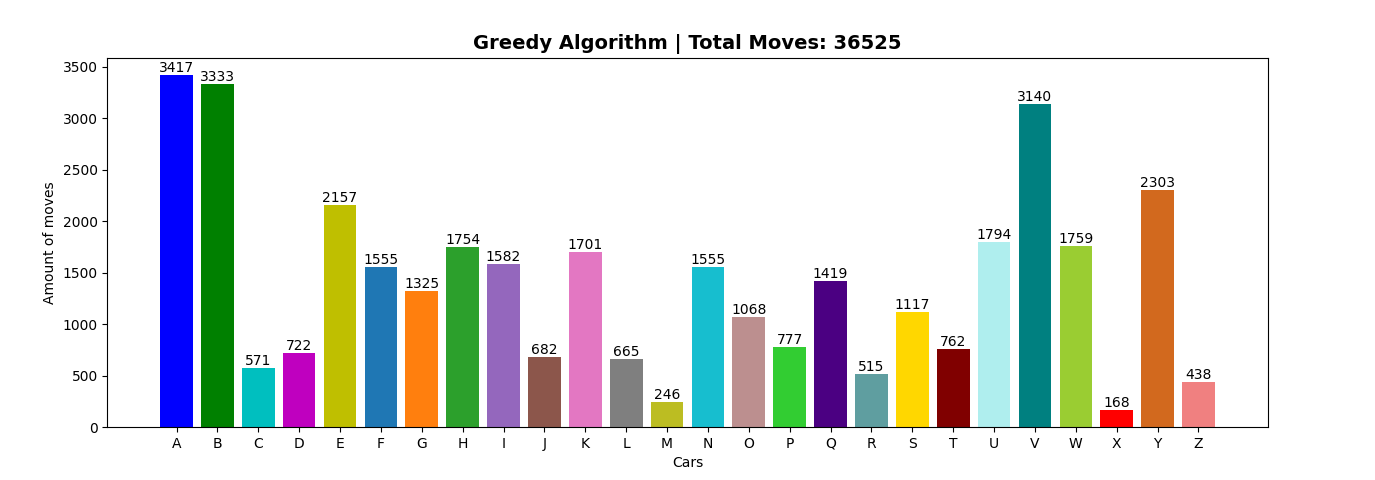 Greedy Algorithm | Total Moves: 36525
Amount of moves
3500
3000
2500
2000
1500
1000
500
0
3417 3333 571 722 2157 1555 1325 1754 1582 682 1701 665 246 1555 1068 777 1419 515 1117 762 1794 3140 1759 168 2303 438
A B C D E F G H I J K L M N O P Q R S T U V W X Y Z
Cars